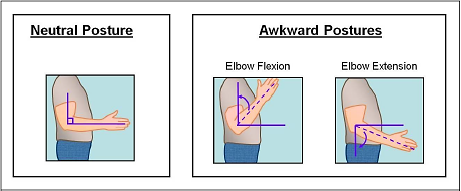 Neutral Posture
Awkward Postures
Elbow Flexion
Elbow Extension